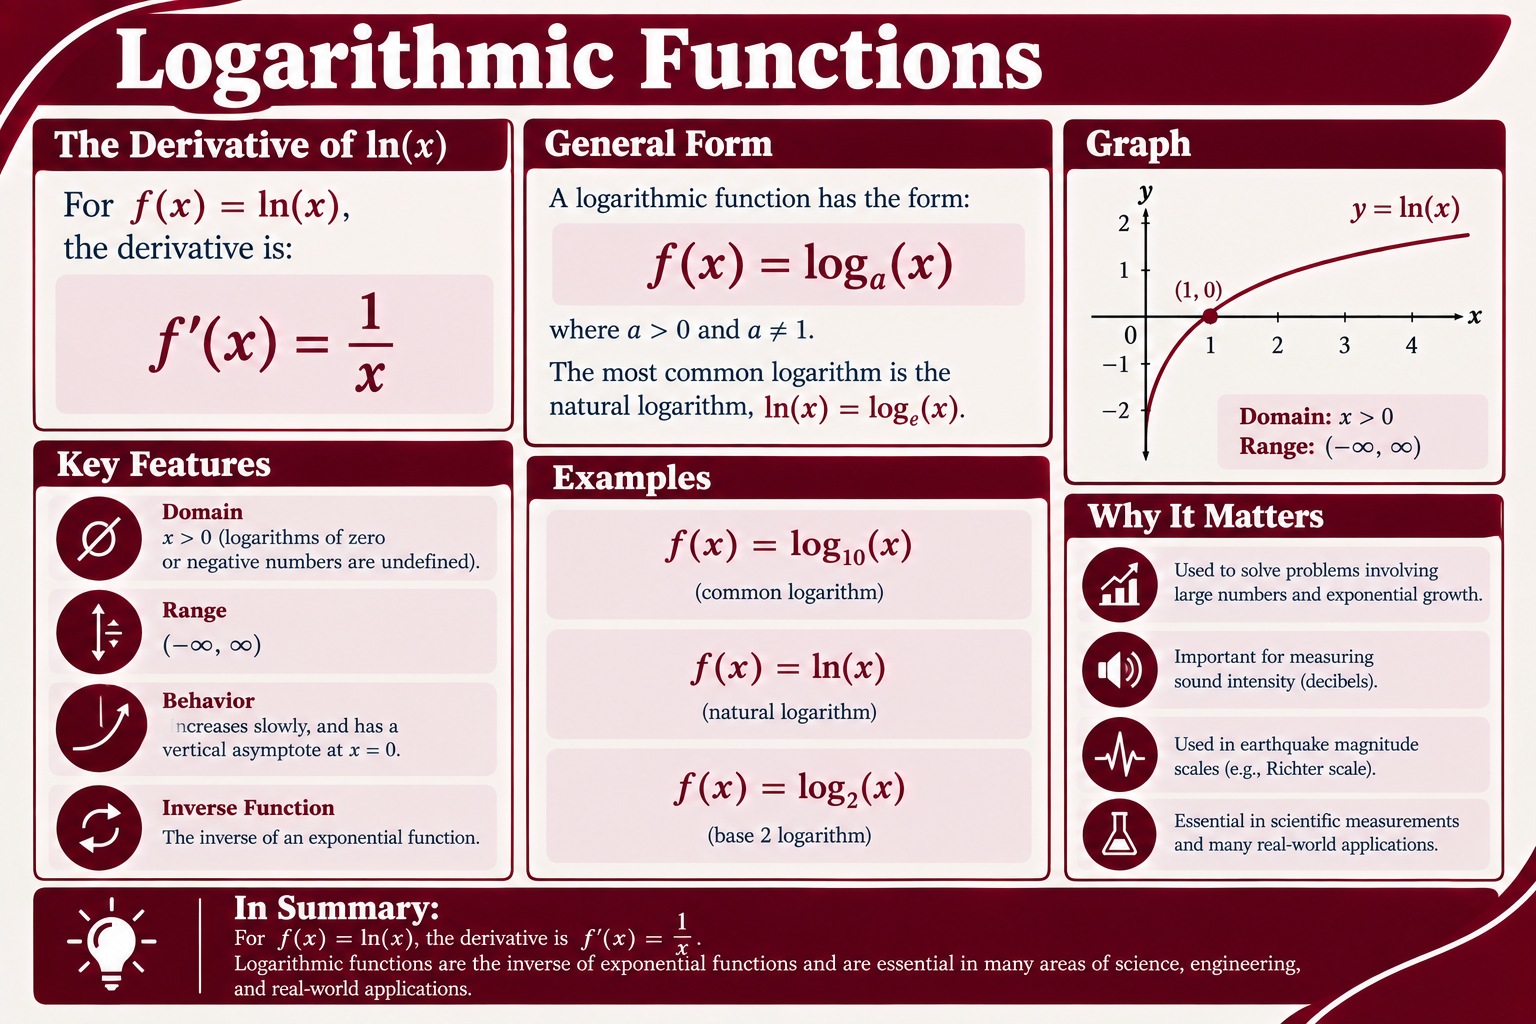 Logarithmic Functions
The Derivative of ln(x)
For f(x) = ln(x),
the derivative is:
f′(x) = 1/x
General Form
A logarithmic function has the form:
f(x) = logₐ(x)
where a > 0 and a ≠ 1.
The most common logarithm is the
natural logarithm, ln(x) = logₑ(x).
Graph
y
2
y = ln(x)
1
(1, 0)
x
0
1 2 3 4
−1
−2
Domain: x > 0
Range: (−∞, ∞)
Key Features
Domain
x > 0 (logarithms of zero
or negative numbers are undefined).
Range
(−∞, ∞)
Behavior
Increases slowly, and has a
vertical asymptote at x = 0.
Inverse Function
The inverse of an exponential function.
Examples
f(x) = log₁₀(x)
(common logarithm)
f(x) = ln(x)
(natural logarithm)
f(x) = log₂(x)
(base 2 logarithm)
Why It Matters
Used to solve problems involving
large numbers and exponential growth.
Important for measuring
sound intensity (decibels).
Used in earthquake magnitude
scales (e.g., Richter scale).
Essential in scientific measurements
and many real-world applications.
In Summary:
For f(x) = ln(x), the derivative is f′(x) = 1/x.
Logarithmic functions are the inverse of exponential functions and are essential in many areas of science, engineering,
and real-world applications.